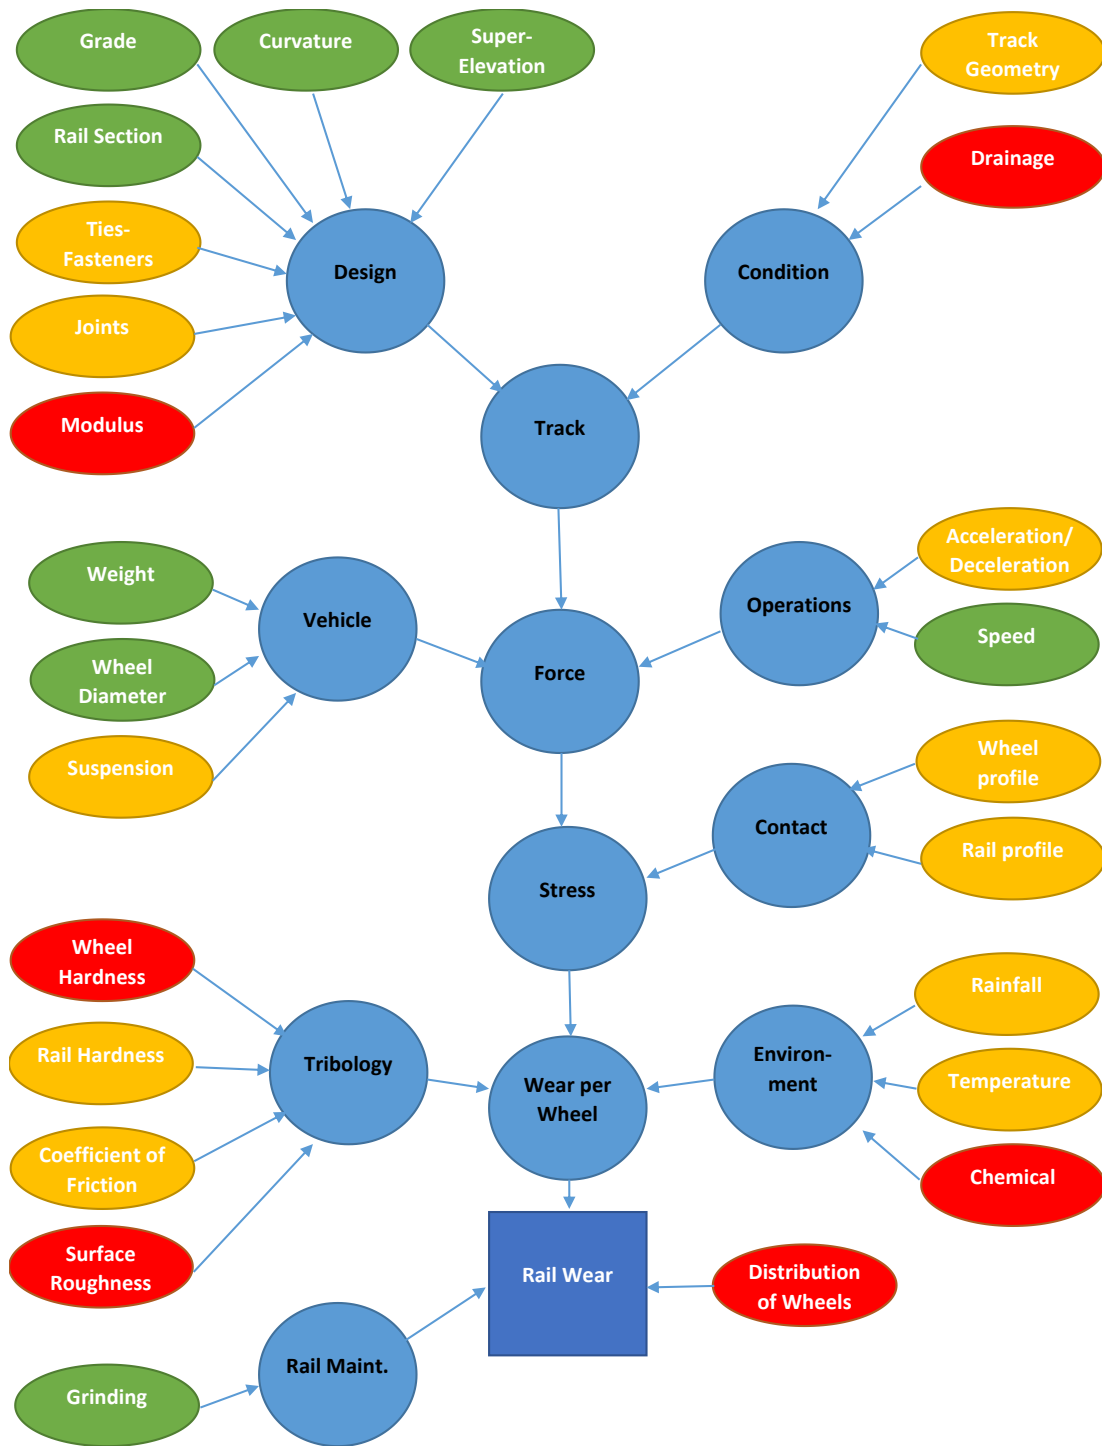 Grade
Curvature
Super-
Elevation
Track
Geometry
Rail Section
Drainage
Ties-
Fasteners
Design
Condition
Joints
Modulus
Track
Weight
Vehicle
Acceleration/
Deceleration
Operations
Speed
Wheel
Diameter
Force
Suspension
Wheel
profile
Contact
Rail profile
Stress
Wheel
Hardness
Rainfall
Rail Hardness
Tribology
Wear per
Wheel
Environ-
ment
Temperature
Coefficient of
Friction
Chemical
Surface
Roughness
Rail Wear
Distribution
of Wheels
Rail Maint.
Grinding